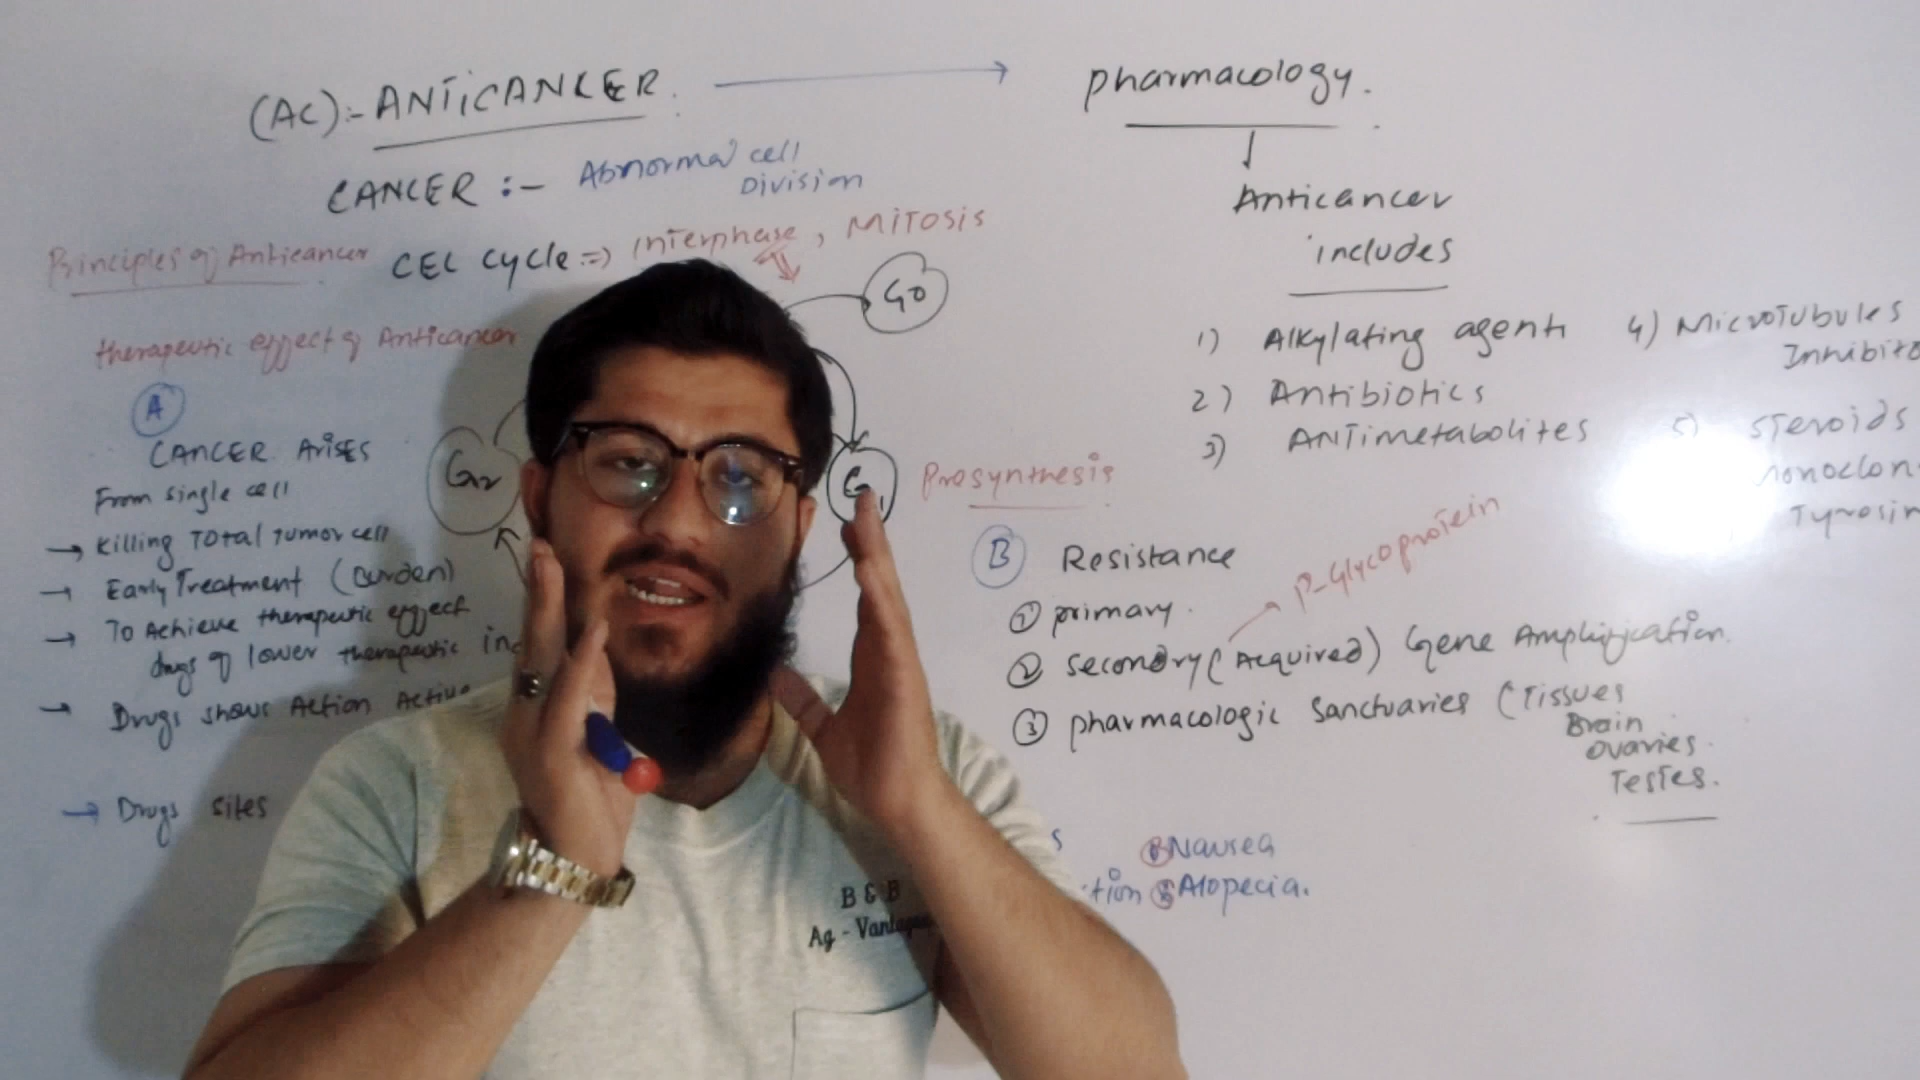 (AC):- ANTiCANCER.
pharmacology.
CANCER :- Abnormal cell
Division
Anticancer
includes
Principles of Anticancer
CEL Cycle => interphase, MiTOSIS
G0
therapeutic effect of Anticancer
A
CANCER Arises
From single cell
→ Killing Total Tumor cell
→ Early Treatment (Burden)
→ To Achieve therapeutic effect
drugs of lower therapeutic
→ Drugs shows Action
→ Drugs sites
G2
G1
Presynthesis
1) Alkylating agents
2) Antibiotics
3) ANTimetabolites
4) MicroTubules
5) STeroids
B Resistance
① primary.
② Secondry (Acquired) Gene Amplification.
P-Glycoprotein
③ pharmacologic Sanctuaries (Tissues
Brain
Ovaries.
Testes.
Nausea
Alopecia.
B & B